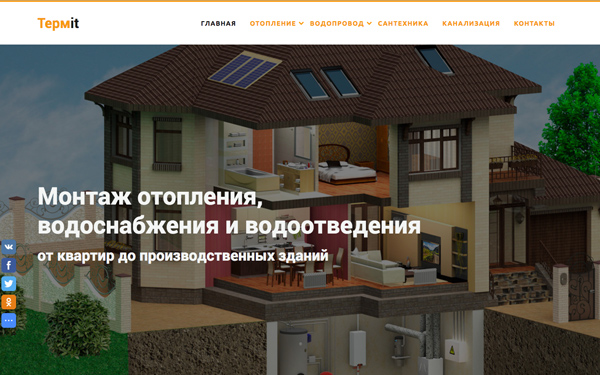 Термit
ГЛАВНАЯ ОТОПЛЕНИЕ ВОДОПРОВОД САНТЕХНИКА КАНАЛИЗАЦИЯ КОНТАКТЫ
Монтаж отопления,
водоснабжения и водоотведения
от квартир до производственных зданий